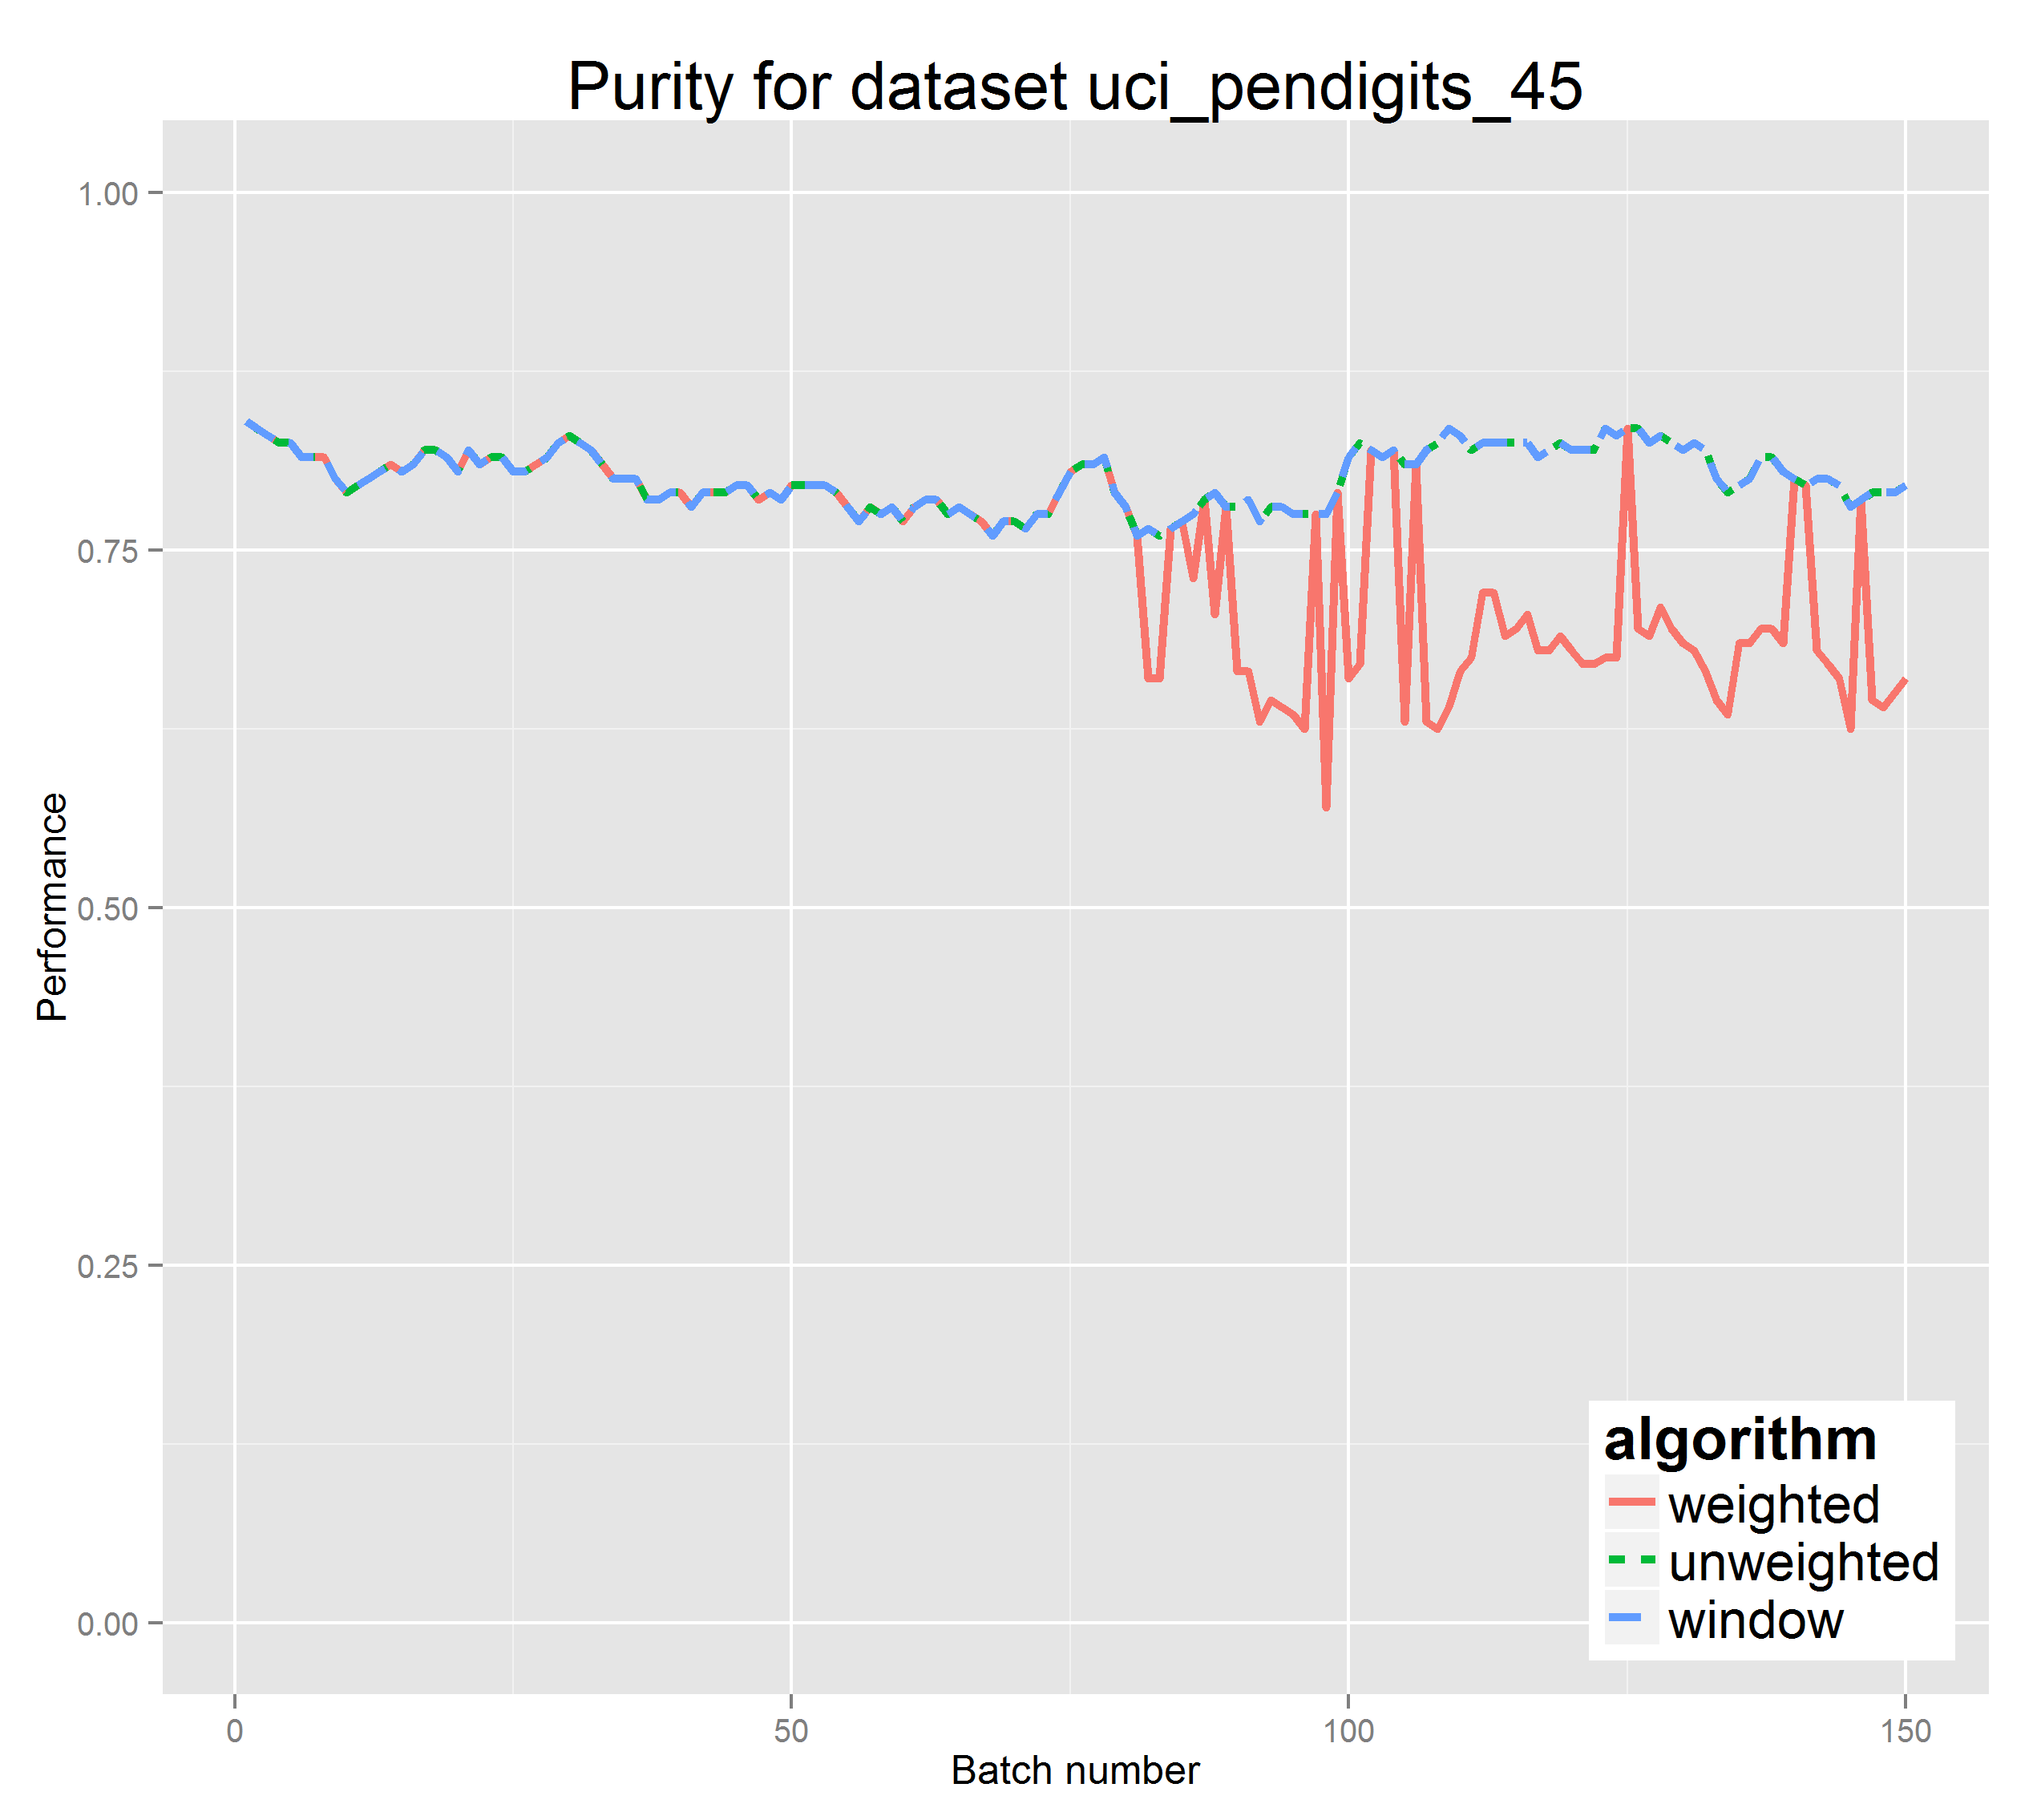 Purity for dataset uci_pendigits_45
1.00
0.75
0.50
0.25
0.00
Performance
0
50
100
150
Batch number
algorithm
weighted
unweighted
window